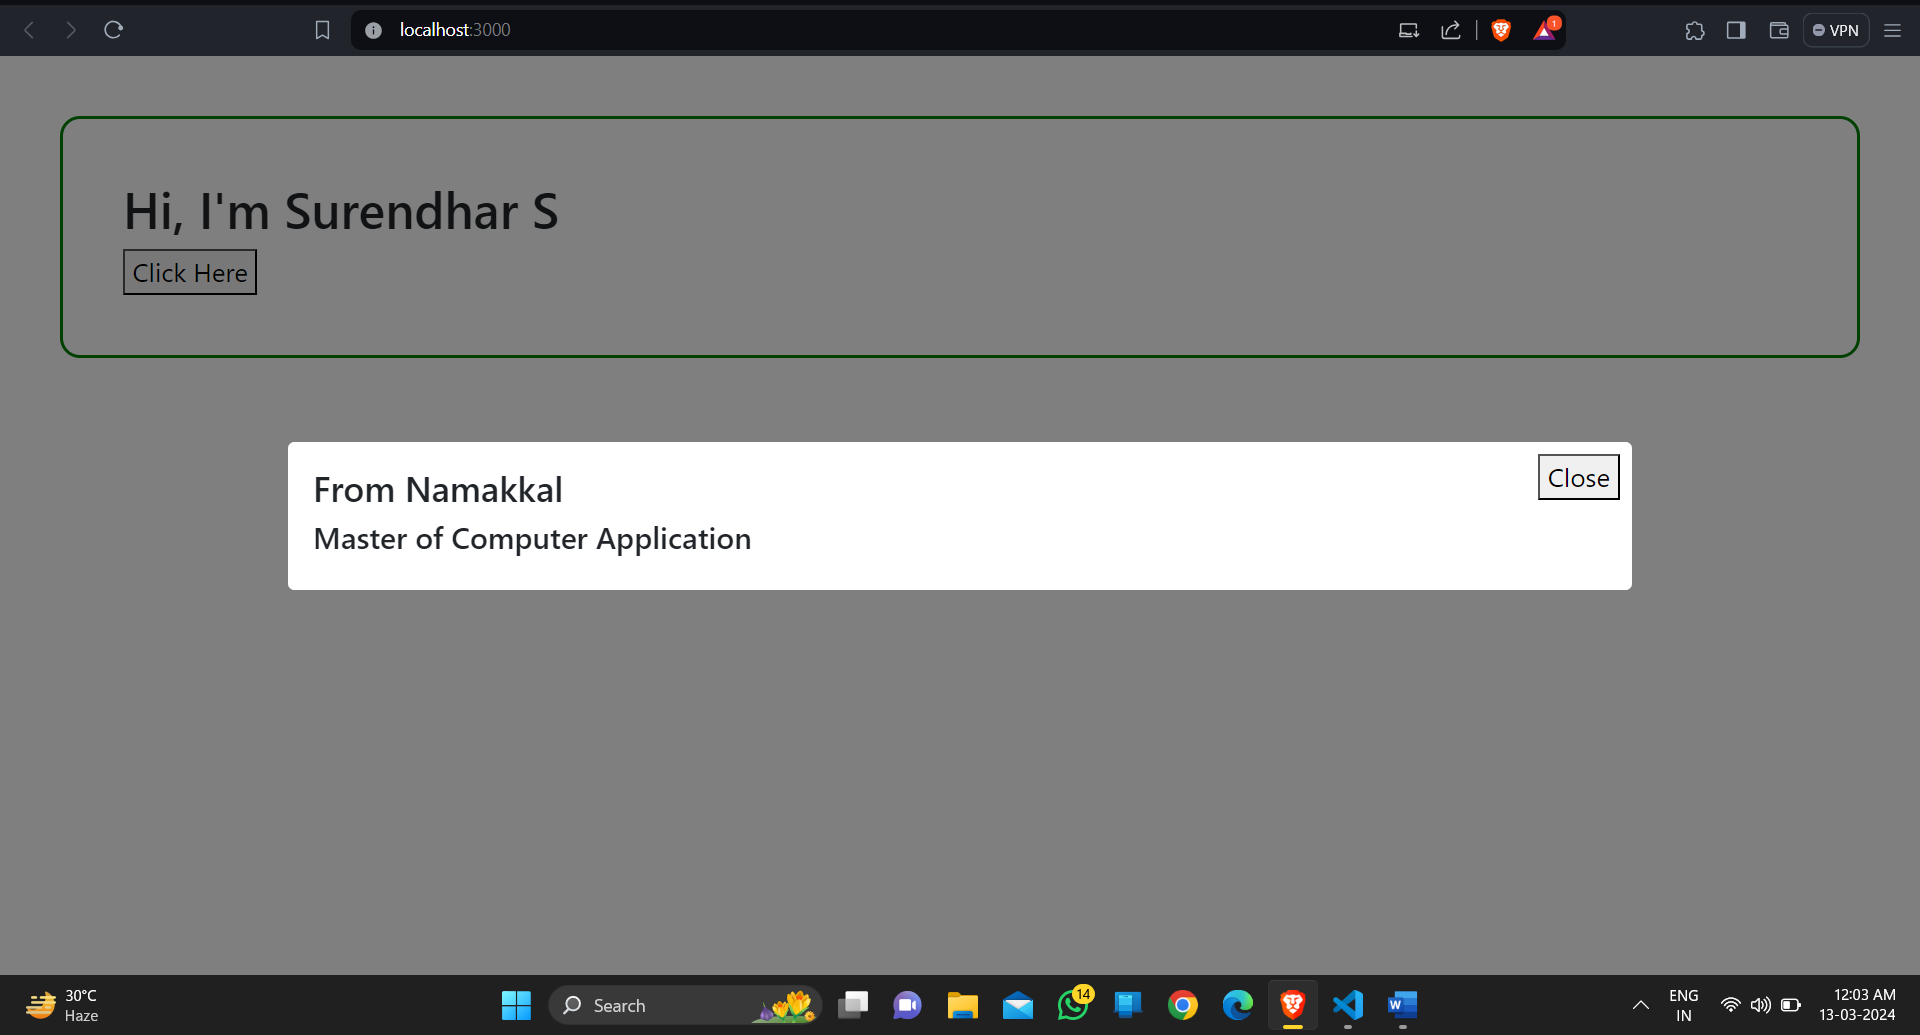 localhost:3000
1
VPN
Hi, I'm Surendhar S
Click Here
From Namakkal
Close
Master of Computer Application
30°C
Haze
Search
14
W
ENG
IN
12:03 AM
13-03-2024